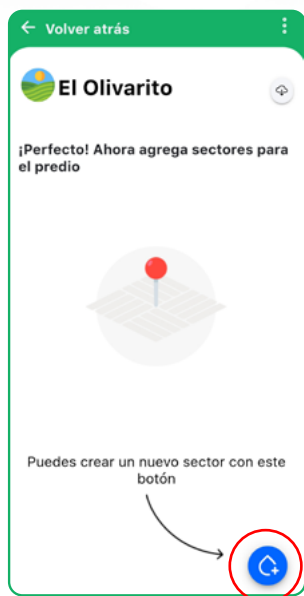 Volver atrás
El Olivarito
¡Perfecto! Ahora agrega sectores para
el predio
Puedes crear un nuevo sector con este
botón